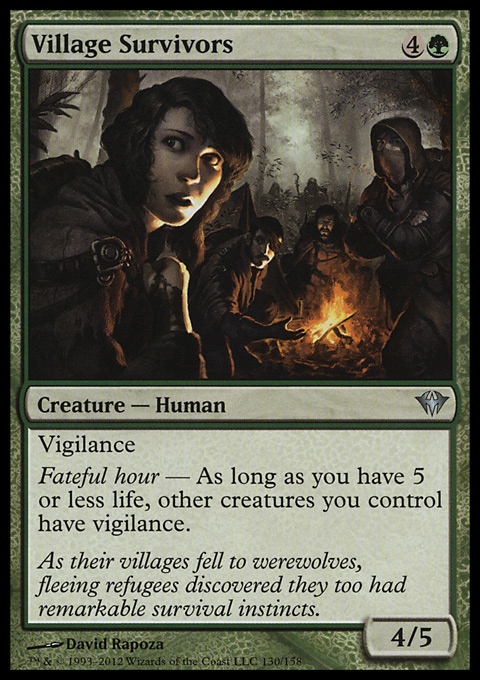 Village Survivors 4
Creature — Human
Vigilance
Fateful hour — As long as you have 5
or less life, other creatures you control
have vigilance.
As their villages fell to werewolves,
fleeing refugees discovered they too had
remarkable survival instincts.
David Rapoza
4/5
™ & © 1993–2012 Wizards of the Coast LLC 130/158